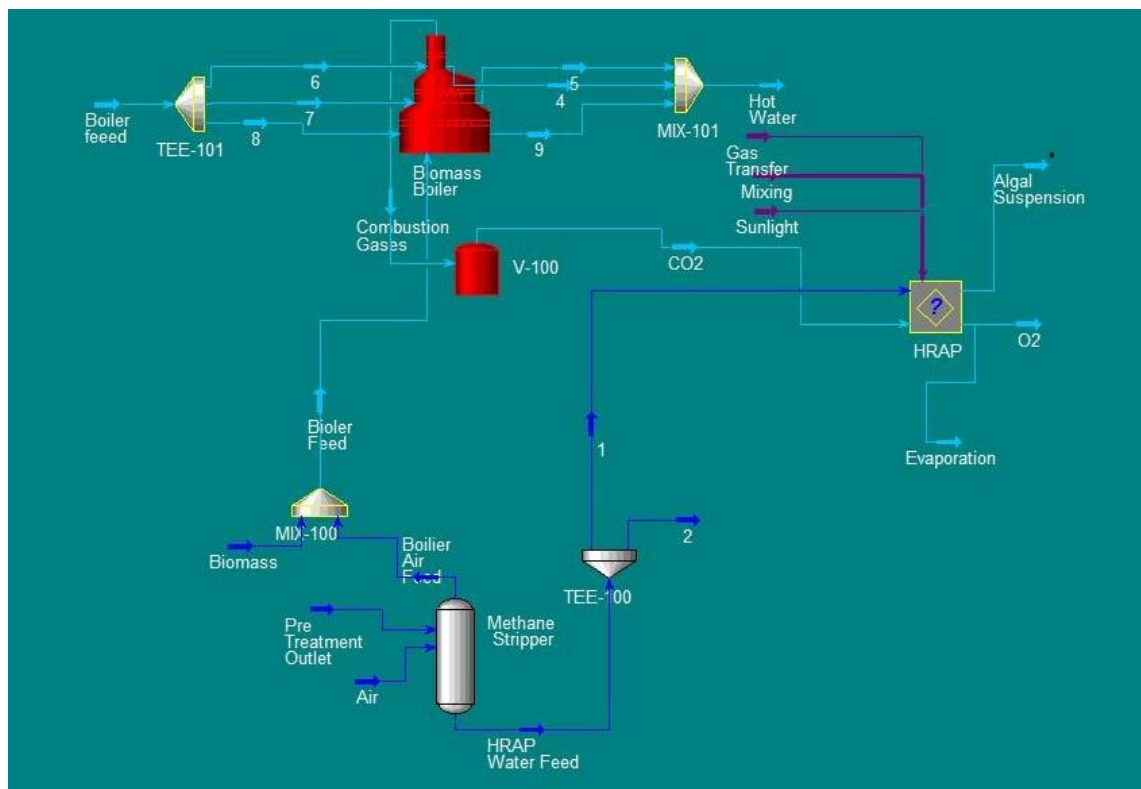 6
5
4
7
8
9
Boiler
feeed
TEE-101
Biomass
Boiler
MIX-101
Hot
Water
Gas
Transfer
Mixing
Sunlight
Algal
Suspension
Combustion
Gases
V-100
CO2
?
HRAP
O2
Evaporation
Bioler
Feed
1
MIX-100
Biomass
Boilier
Air
Feed
2
TEE-100
Pre
Treatment
Outlet
Methane
Stripper
Air
HRAP
Water Feed